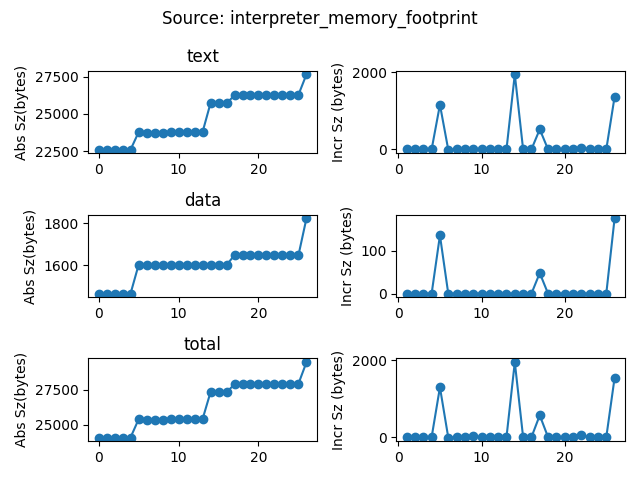 Source: interpreter_memory_footprint
text
Abs Sz(bytes)
27500
25000
22500
0 10 20
Incr Sz (bytes)
2000
0
0 10 20
data
Abs Sz(bytes)
1800
1600
0 10 20
Incr Sz (bytes)
100
0
0 10 20
total
Abs Sz(bytes)
27500
25000
0 10 20
Incr Sz (bytes)
2000
0
0 10 20